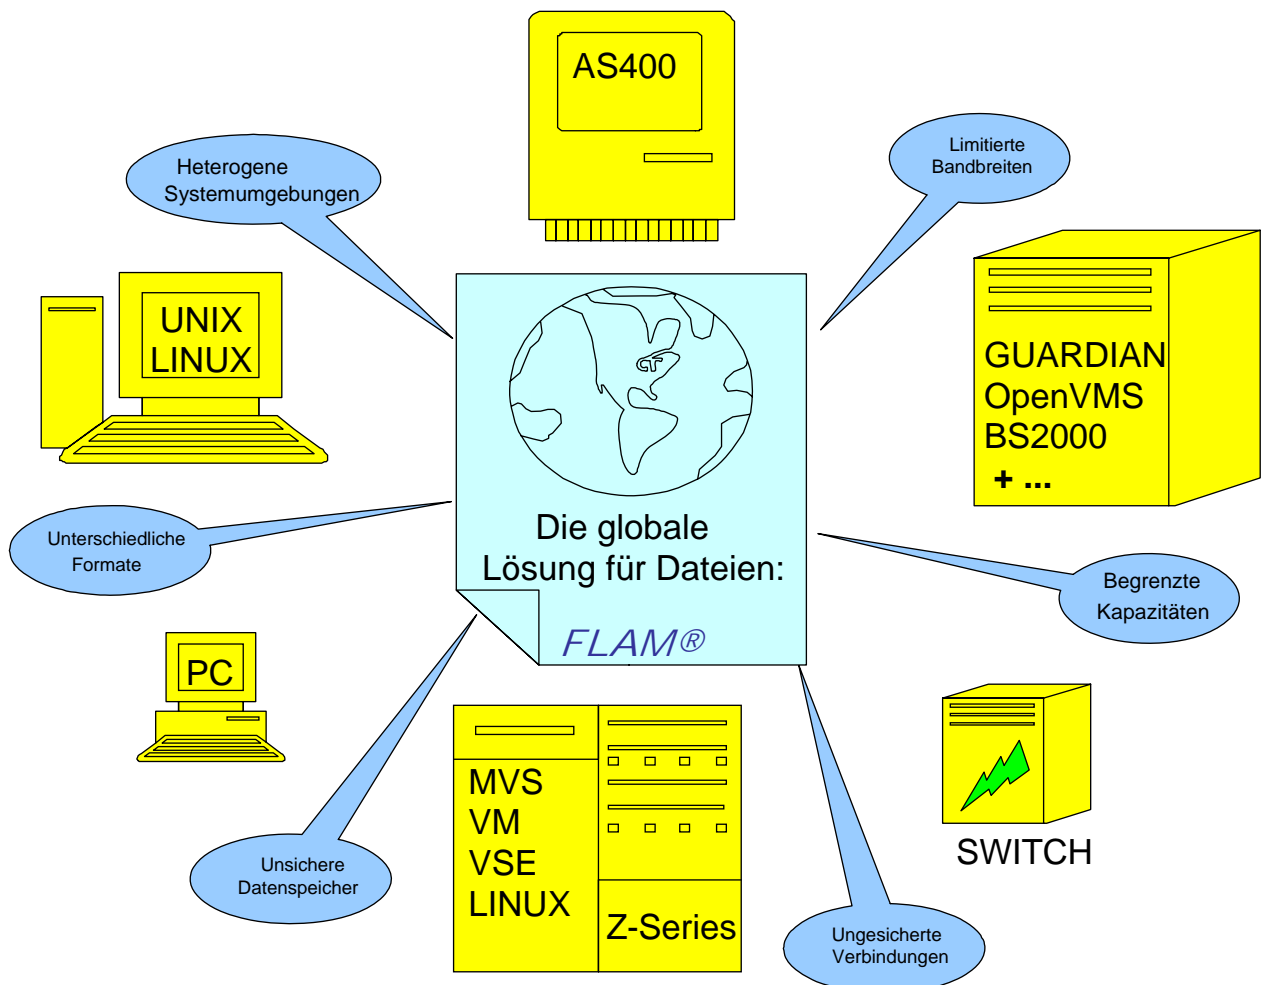 AS400
Heterogene
Systemumgebungen
Limitierte
Bandbreiten
UNIX
LINUX
GUARDIAN
OpenVMS
BS2000
+ ...
Die globale
Lösung für Dateien:
FLAM®
Unterschiedliche
Formate
Begrenzte
Kapazitäten
PC
MVS
VM
VSE
LINUX
Z-Series
SWITCH
Unsichere
Datenspeicher
Ungesicherte
Verbindungen